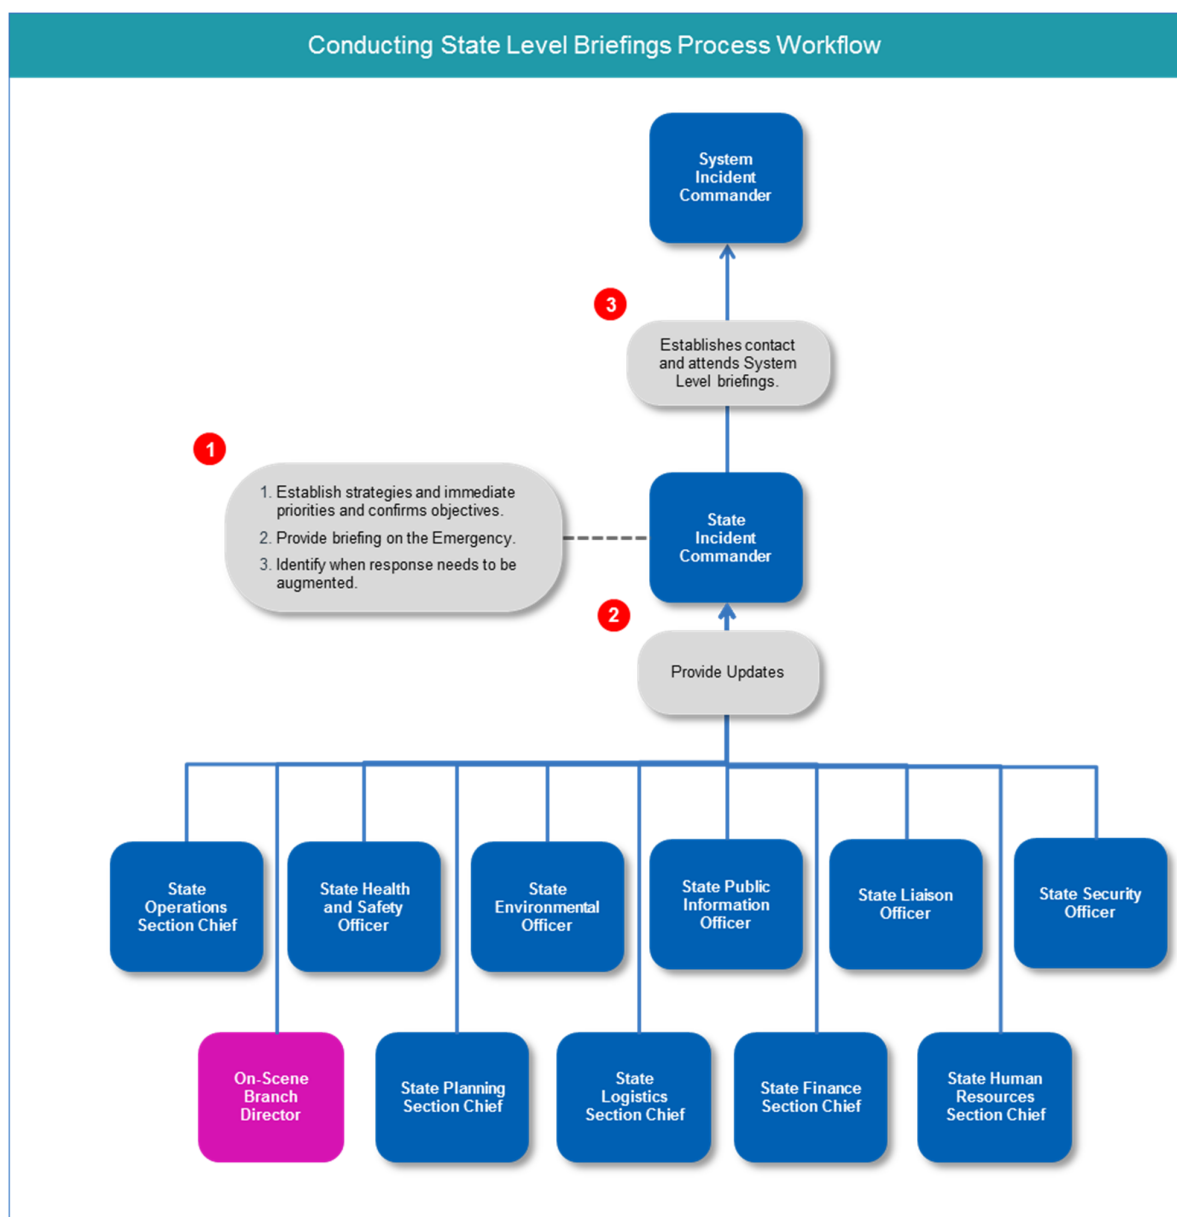 Conducting State Level Briefings Process Workflow
System
Incident
Commander
3
Establishes contact
and attends System
Level briefings.
1
1. Establish strategies and immediate
priorities and confirms objectives.
2. Provide briefing on the Emergency.
3. Identify when response needs to be
augmented.
State
Incident
Commander
2
Provide Updates
State
Operations
Section Chief
State Health
and Safety
Officer
State
Environmental
Officer
State Public
Information
Officer
State Liaison
Officer
State Security
Officer
On-Scene
Branch
Director
State Planning
Section Chief
State
Logistics
Section Chief
State Finance
Section Chief
State Human
Resources
Section Chief